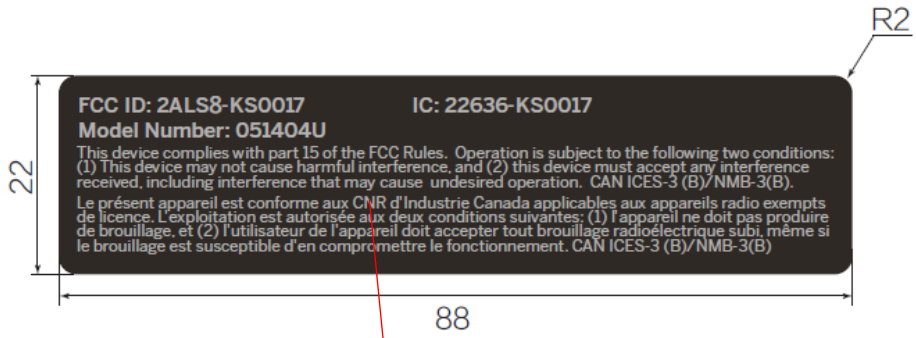 R2
FCC ID: 2ALS8-KS0017 IC: 22636-KS0017
Model Number: 051404U
This device complies with part 15 of the FCC Rules. Operation is subject to the following two conditions:
(1) This device may not cause harmful interference, and (2) this device must accept any interference
received, including interference that may cause undesired operation. CAN ICES-3 (B)/NMB-3(B).
Le présent appareil est conforme aux CNR d'Industrie Canada applicables aux appareils radio exempts
de licence. L'exploitation est autorisée aux deux conditions suivantes: (1) l'appareil ne doit pas produire
de brouillage, et (2) l'utilisateur de l'appareil doit accepter tout brouillage radioélectrique subi, même si
le brouillage est susceptible d'en compromettre le fonctionnement. CAN ICES-3 (B)/NMB-3(B)
22
88